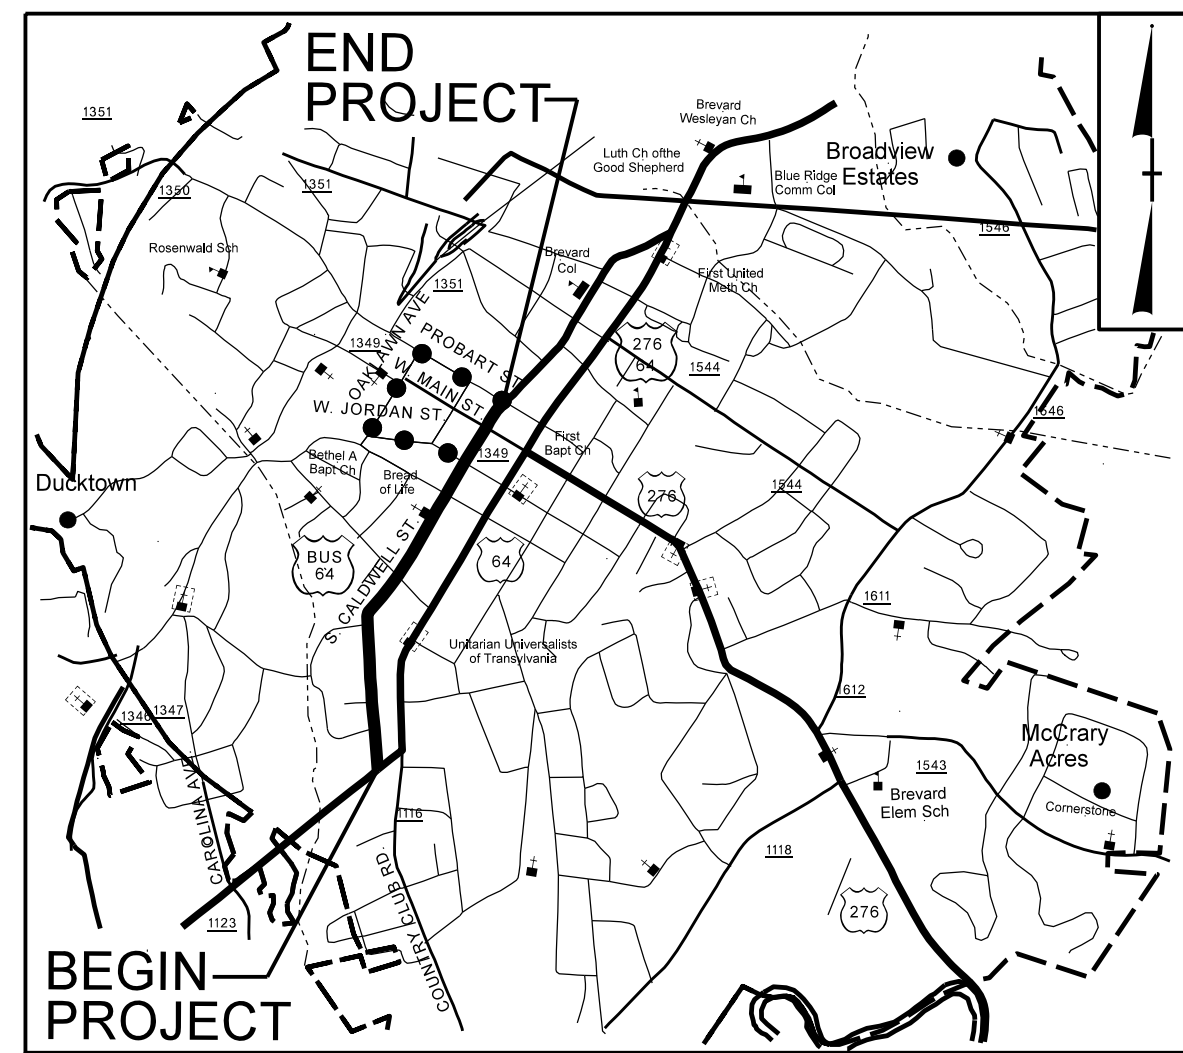 END
PROJECT
1351
Brevard
Wesleyan Ch
Luth Ch ofthe
Good Shepherd
Broadview
Estates
Blue Ridge
Comm Col
1350
1351
1546
Rosenwald Sch
Brevard
Col
First United
Meth Ch
1351
OAKLAWN AVE
PROBART ST.
1349
276
64
1544
W. MAIN ST.
W. JORDAN ST.
1646
First
Bapt Ch
1349
Bethel A
Bapt Ch
Bread
of Life
Ducktown
276
1544
BUS
64
64
S. CALDWELL ST.
1611
Unitarian Universalists
of Transylvania
1612
1346
1347
McCrary
Acres
1543
Brevard
Elem Sch
Cornerstone
CAROLINA AVE.
1116
1118
COUNTRY CLUB RD.
276
1123
BEGIN
PROJECT